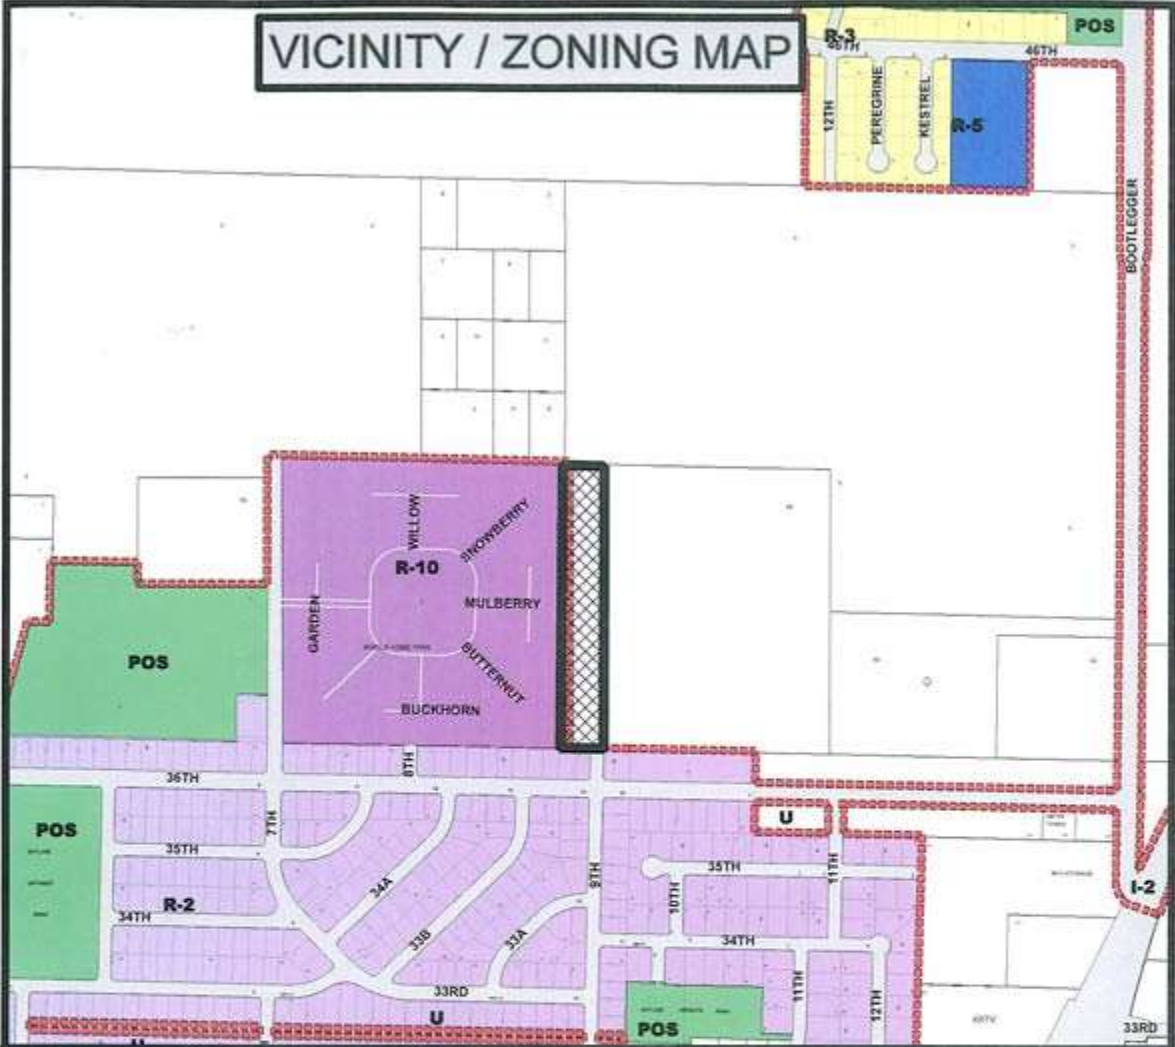 VICINITY / ZONING MAP
POS
R-3
46TH
46TH
12TH
PEREGRINE
KESTREL
R-5
BOOTLEGGER
WILLOW
SNOWBERRY
R-10
GARDEN
MULBERRY
POS
BUTTERNUT
BUCKHORN
8TH
36TH
7TH
U
POS
35TH
34A
9TH
35TH
11TH
10TH
I-2
R-2
34TH
33B
33A
34TH
33RD
11TH
12TH
U
POS
KRTV
33RD
U